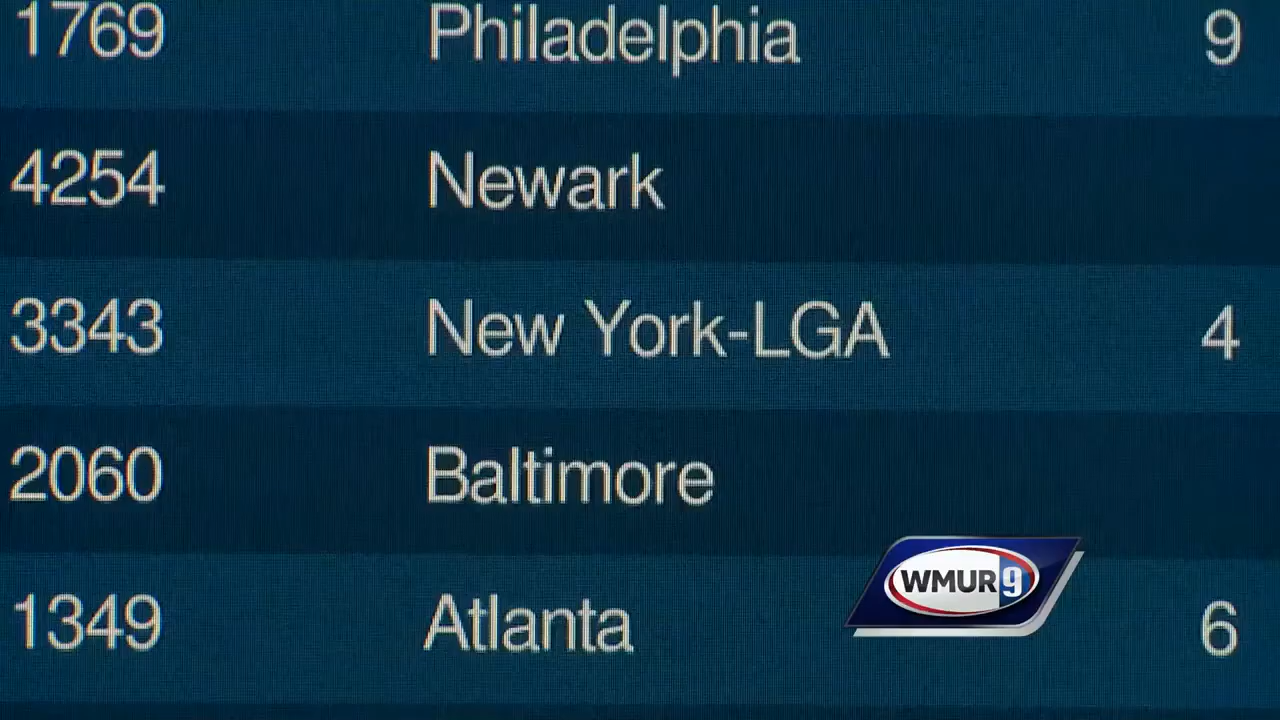 1769 Philadelphia 9
4254 Newark
3343 New York-LGA 4
2060 Baltimore
1349 Atlanta 6
WMUR 9